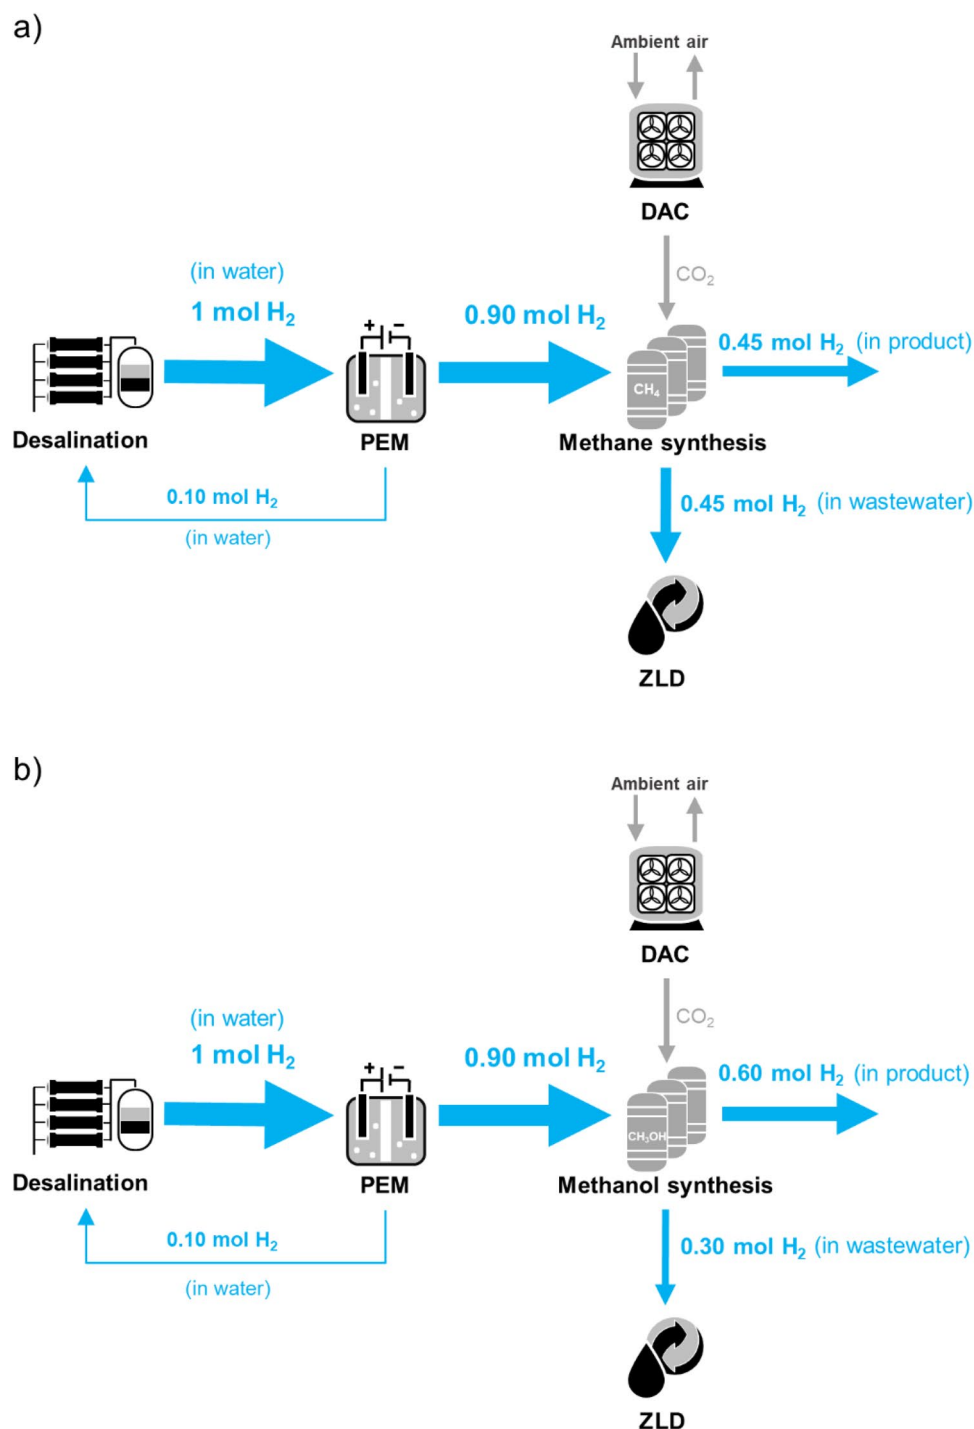 a)
Ambient air
DAC
CO₂
(in water)
1 mol H₂
0.90 mol H₂
0.45 mol H₂ (in product)
+ −
CH₄
Desalination
PEM
Methane synthesis
0.10 mol H₂
(in water)
0.45 mol H₂ (in wastewater)
ZLD
b)
Ambient air
DAC
CO₂
(in water)
1 mol H₂
0.90 mol H₂
0.60 mol H₂ (in product)
+ −
CH₃OH
Desalination
PEM
Methanol synthesis
0.10 mol H₂
(in water)
0.30 mol H₂ (in wastewater)
ZLD